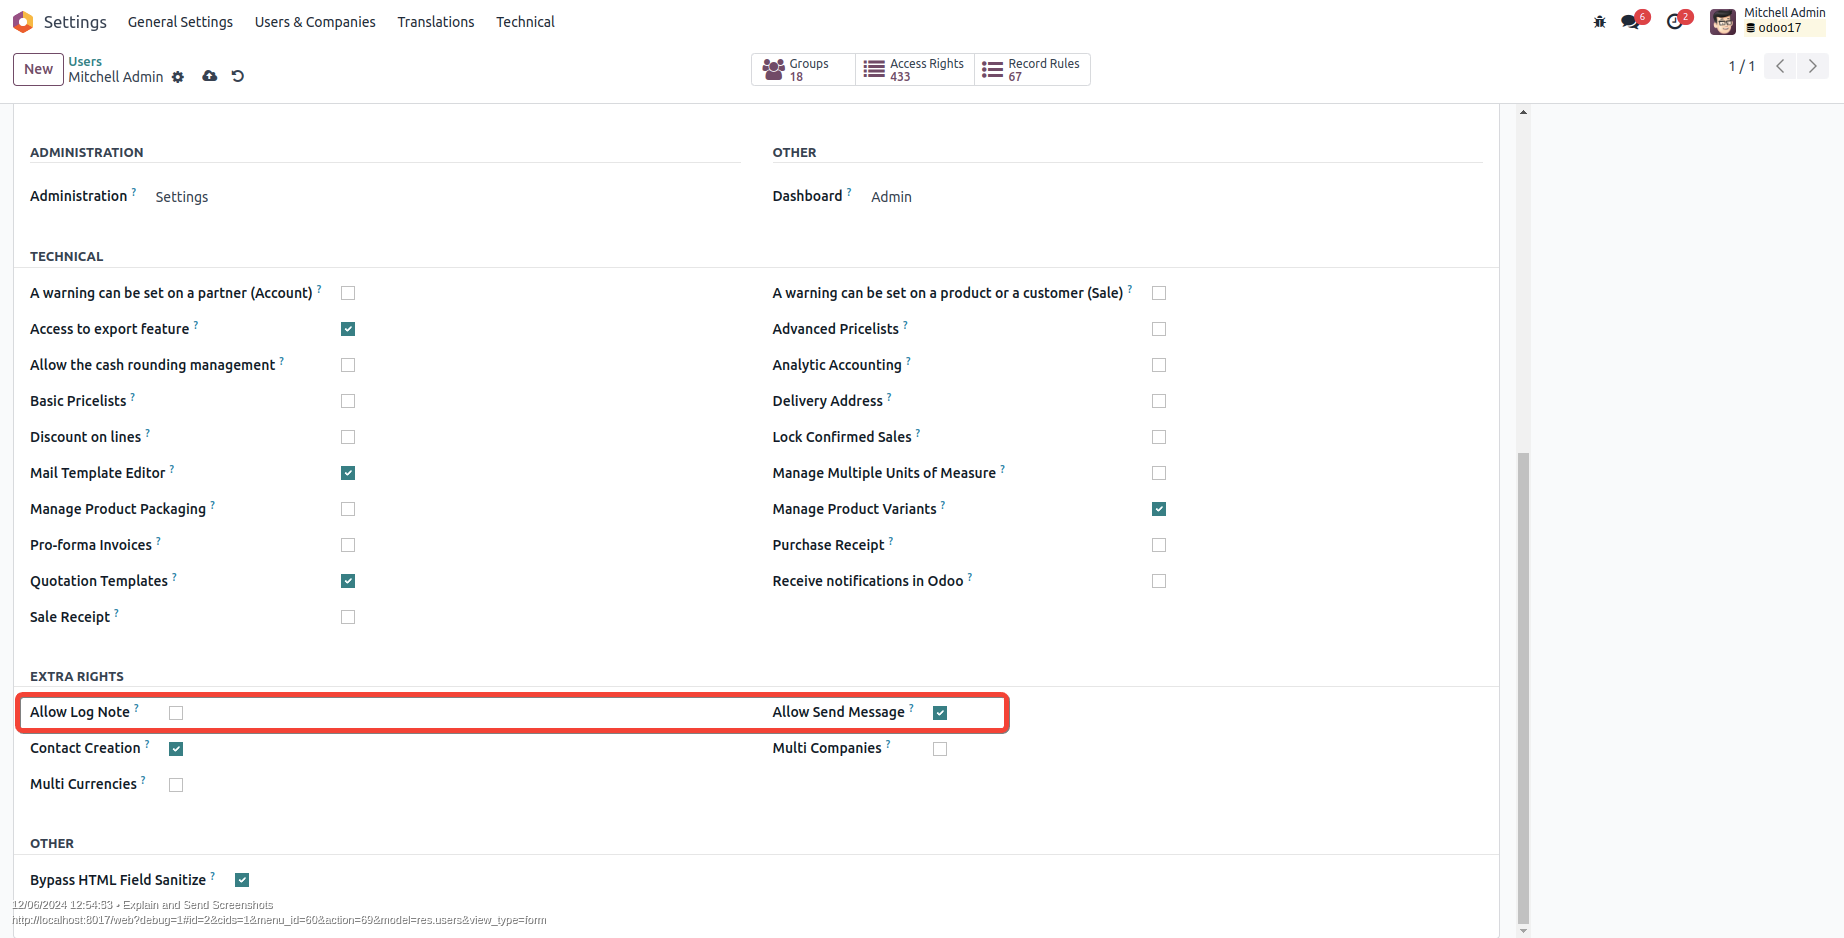 Settings General Settings Users & Companies Translations Technical 6 2 Mitchell Admin
odoo17
New Users
Mitchell Admin
Groups 18 Access Rights 433 Record Rules 67
1 / 1
ADMINISTRATION OTHER
Administration ? Settings Dashboard ? Admin
TECHNICAL
A warning can be set on a partner (Account) ? A warning can be set on a product or a customer (Sale) ?
Access to export feature ? Advanced Pricelists ?
Allow the cash rounding management ? Analytic Accounting ?
Basic Pricelists ? Delivery Address ?
Discount on lines ? Lock Confirmed Sales ?
Mail Template Editor ? Manage Multiple Units of Measure ?
Manage Product Packaging ? Manage Product Variants ?
Pro-forma Invoices ? Purchase Receipt ?
Quotation Templates ? Receive notifications in Odoo ?
Sale Receipt ?
EXTRA RIGHTS
Allow Log Note ? Allow Send Message ?
Contact Creation ? Multi Companies ?
Multi Currencies ?
OTHER
Bypass HTML Field Sanitize ?
12/06/2024 12:54:53 • Explain and Send Screenshots
http://localhost:8017/web?debug=1#id=2&cids=1&menu_id=60&action=69&model=res.users&view_type=form